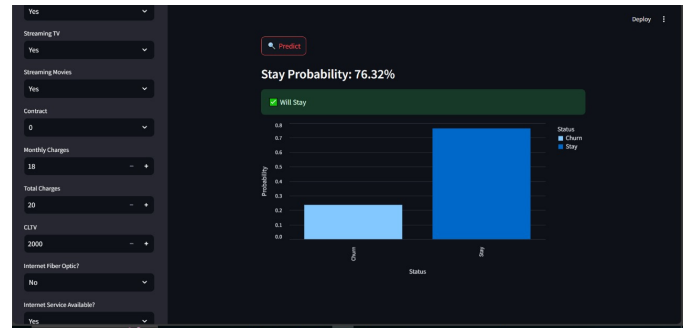 Yes
Streaming TV
Yes
Streaming Movies
Yes
Contract
0
Monthly Charges
18
Total Charges
20
CLTV
2000
Internet Fiber Optic?
No
Internet Service Available?
Yes
Deploy
Predict
Stay Probability: 76.32%
Will Stay
0.8
0.7
0.6
0.5
0.4
0.3
0.2
0.1
0.0
Probability
Churn
Stay
Status
Status
Churn
Stay